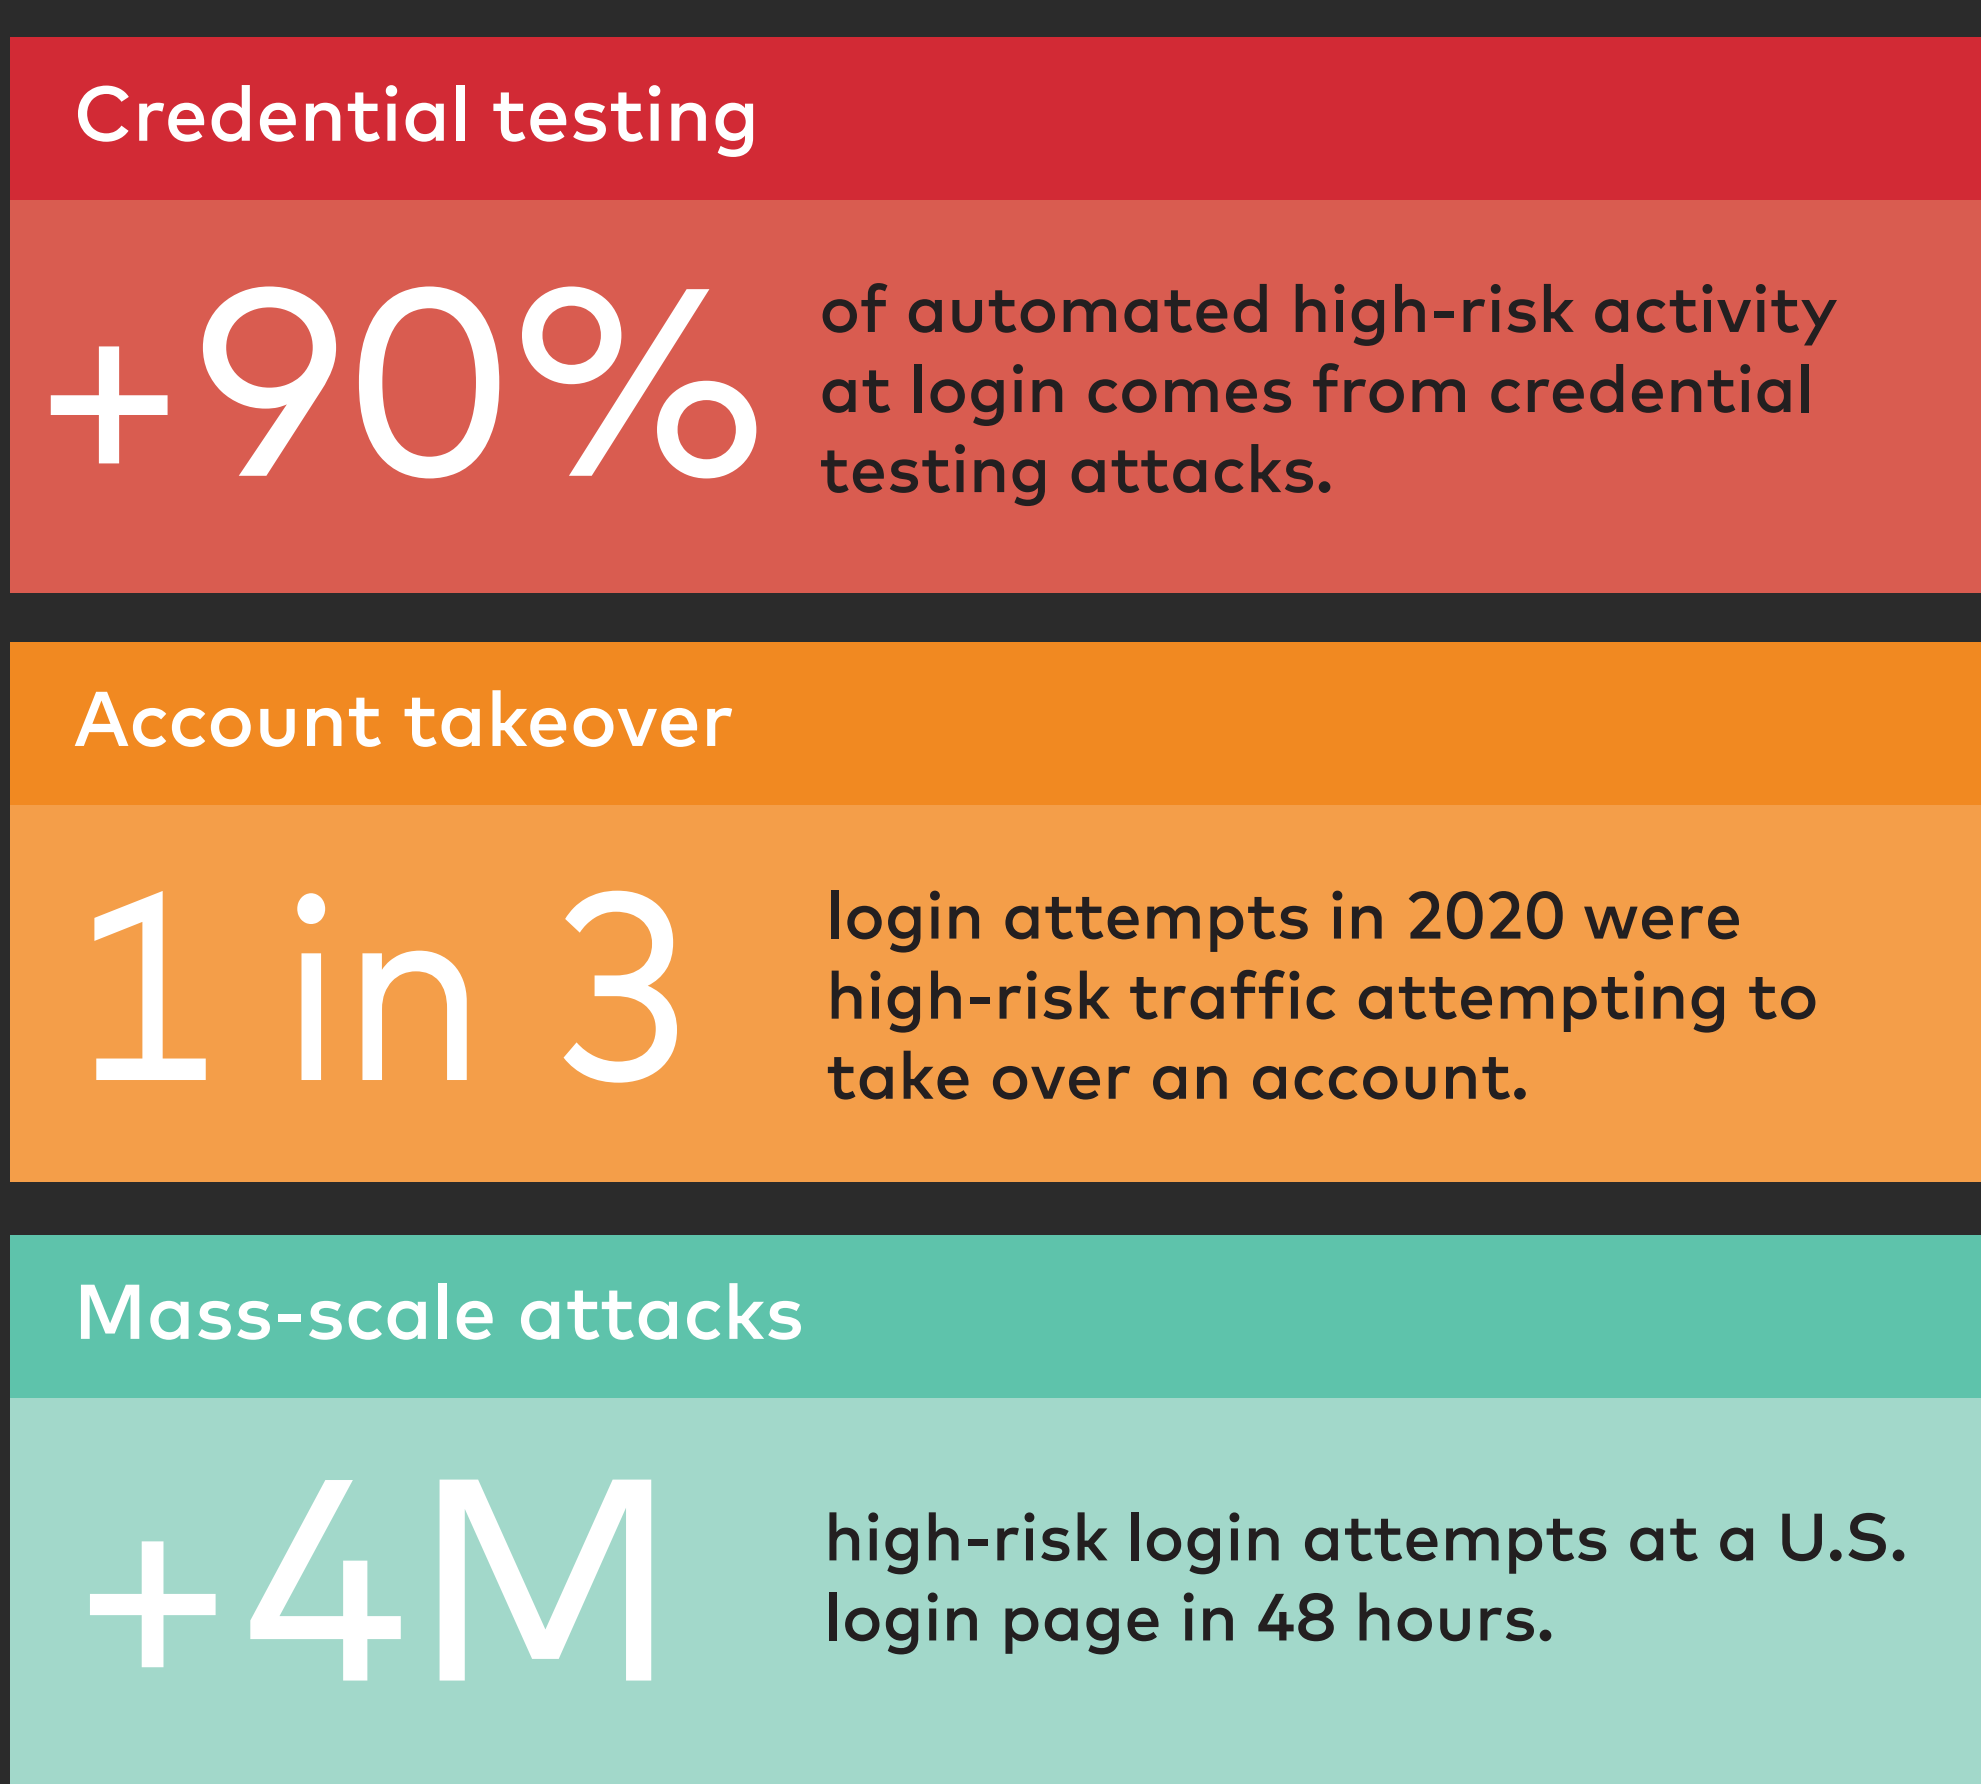 Credential testing
+90%
of automated high-risk activity
at login comes from credential
testing attacks.
Account takeover
1 in 3
login attempts in 2020 were
high-risk traffic attempting to
take over an account.
Mass-scale attacks
+4M
high-risk login attempts at a U.S.
login page in 48 hours.